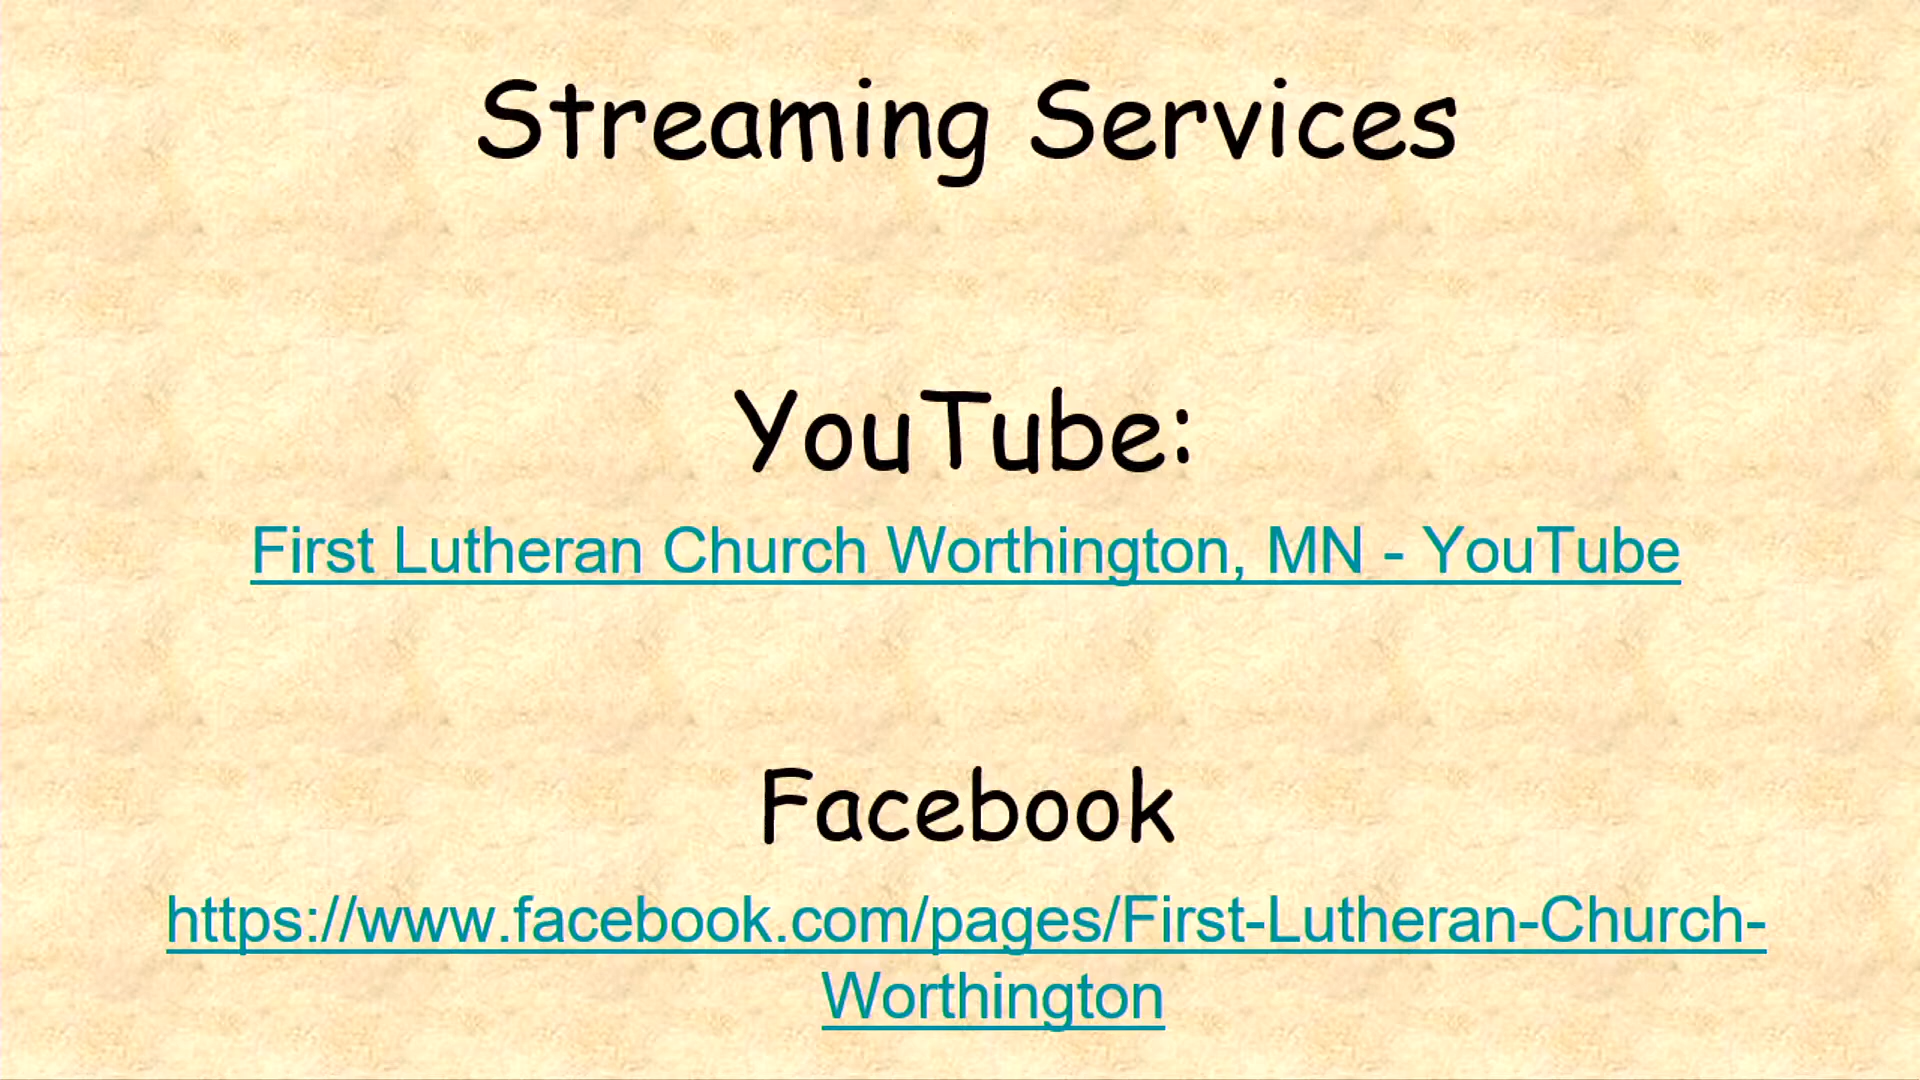 Streaming Services
YouTube:
First Lutheran Church Worthington, MN - YouTube
Facebook
https://www.facebook.com/pages/First-Lutheran-Church-
Worthington